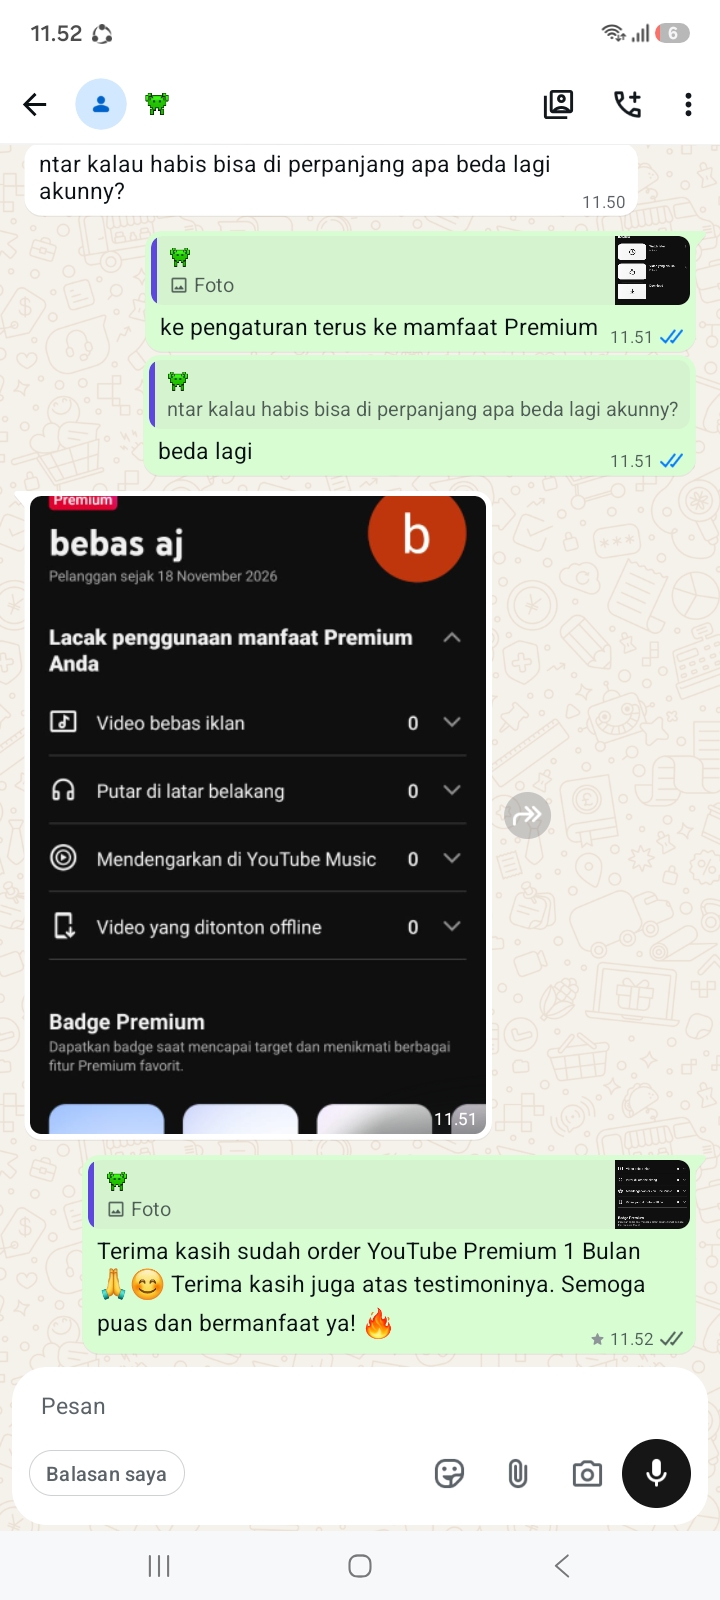 11.52
6
ntar kalau habis bisa di perpanjang apa beda lagi
akunny?
11.50
Foto
ke pengaturan terus ke mamfaat Premium
11.51
ntar kalau habis bisa di perpanjang apa beda lagi akunny?
beda lagi
11.51
Premium
bebas aj
b
Pelanggan sejak 18 November 2026
Lacak penggunaan manfaat Premium
Anda
Video bebas iklan 0
Putar di latar belakang 0
Mendengarkan di YouTube Music 0
Video yang ditonton offline 0
Badge Premium
Dapatkan badge saat mencapai target dan menikmati berbagai
fitur Premium favorit.
11.51
Foto
Terima kasih sudah order YouTube Premium 1 Bulan
🙏😊 Terima kasih juga atas testimoninya. Semoga
puas dan bermanfaat ya! 🔥
11.52
Pesan
Balasan saya